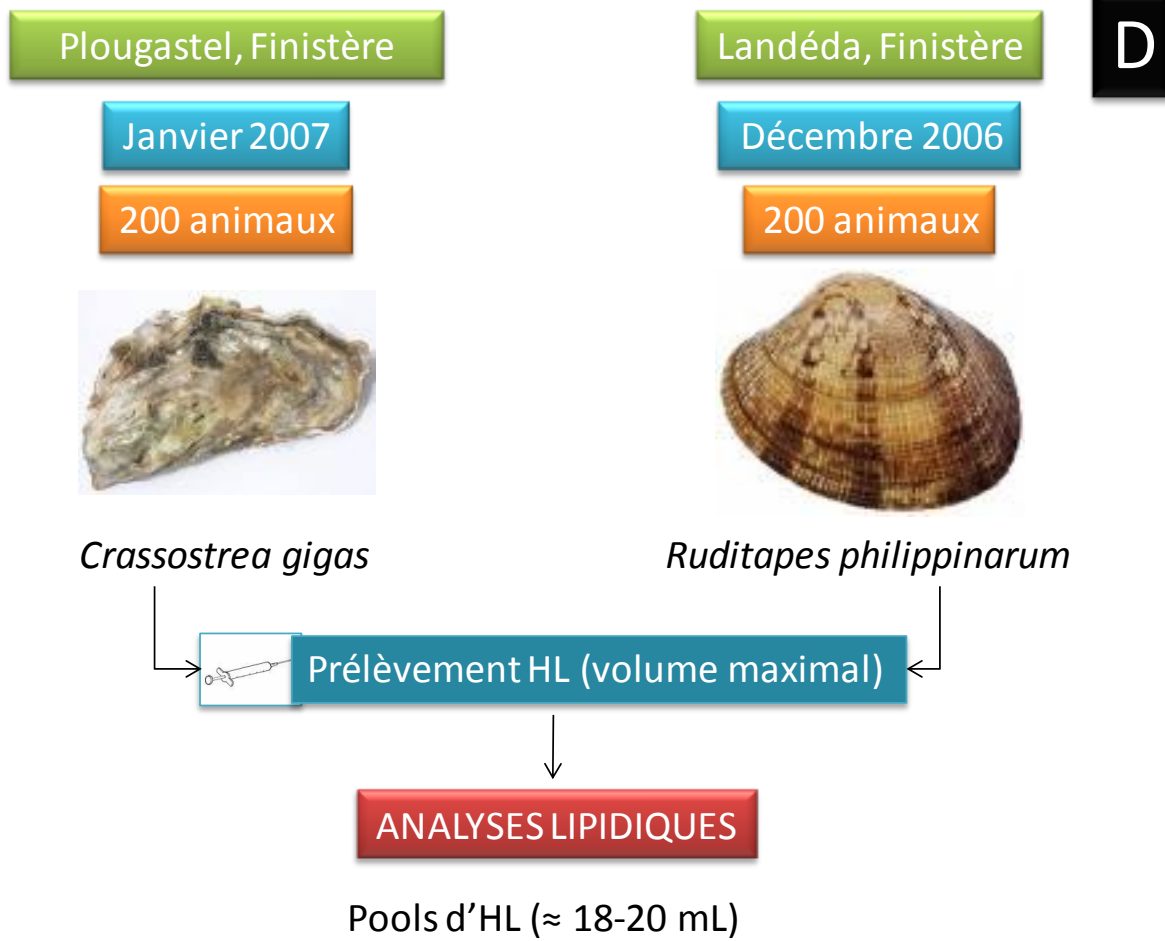 Plougastel, Finistère
Landéda, Finistère
D
Janvier 2007
Décembre 2006
200 animaux
200 animaux
Crassostrea gigas
Ruditapes philippinarum
Prélèvement HL (volume maximal)
ANALYSES LIPIDIQUES
Pools d’HL (≈ 18-20 mL)